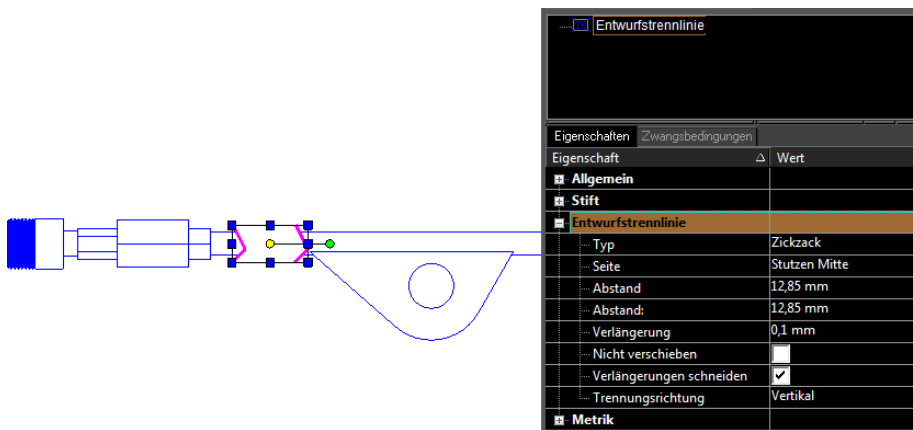 Entwurfstrennlinie
Eigenschaften Zwangsbedingungen
Eigenschaft Wert
Allgemein
Stift
Entwurfstrennlinie
Typ Zickzack
Seite Stutzen Mitte
Abstand 12,85 mm
Abstand: 12,85 mm
Verlängerung 0,1 mm
Nicht verschieben
Verlängerungen schneiden
Trennungsrichtung Vertikal
Metrik